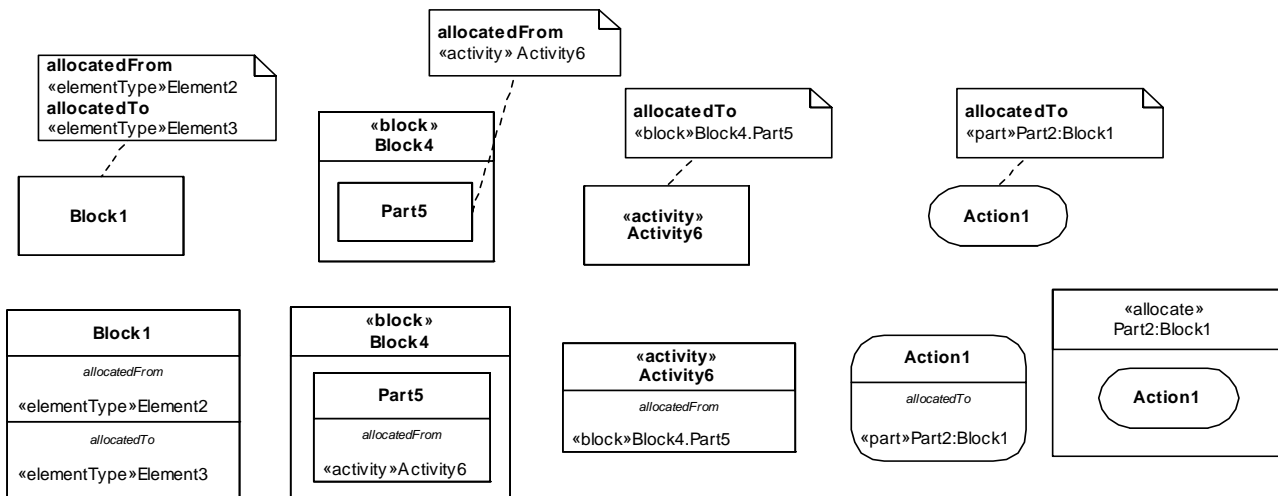 allocatedFrom
«elementType»Element2
allocatedTo
«elementType»Element3
Block1
allocatedFrom
«activity» Activity6
«block»
Block4
Part5
allocatedTo
«block»Block4.Part5
«activity»
Activity6
allocatedTo
«part»Part2:Block1
Action1
Block1
allocatedFrom
«elementType»Element2
allocatedTo
«elementType»Element3
«block»
Block4
Part5
allocatedFrom
«activity»Activity6
«activity»
Activity6
allocatedFrom
«block»Block4.Part5
Action1
allocatedTo
«part»Part2:Block1
«allocate»
Part2:Block1
Action1